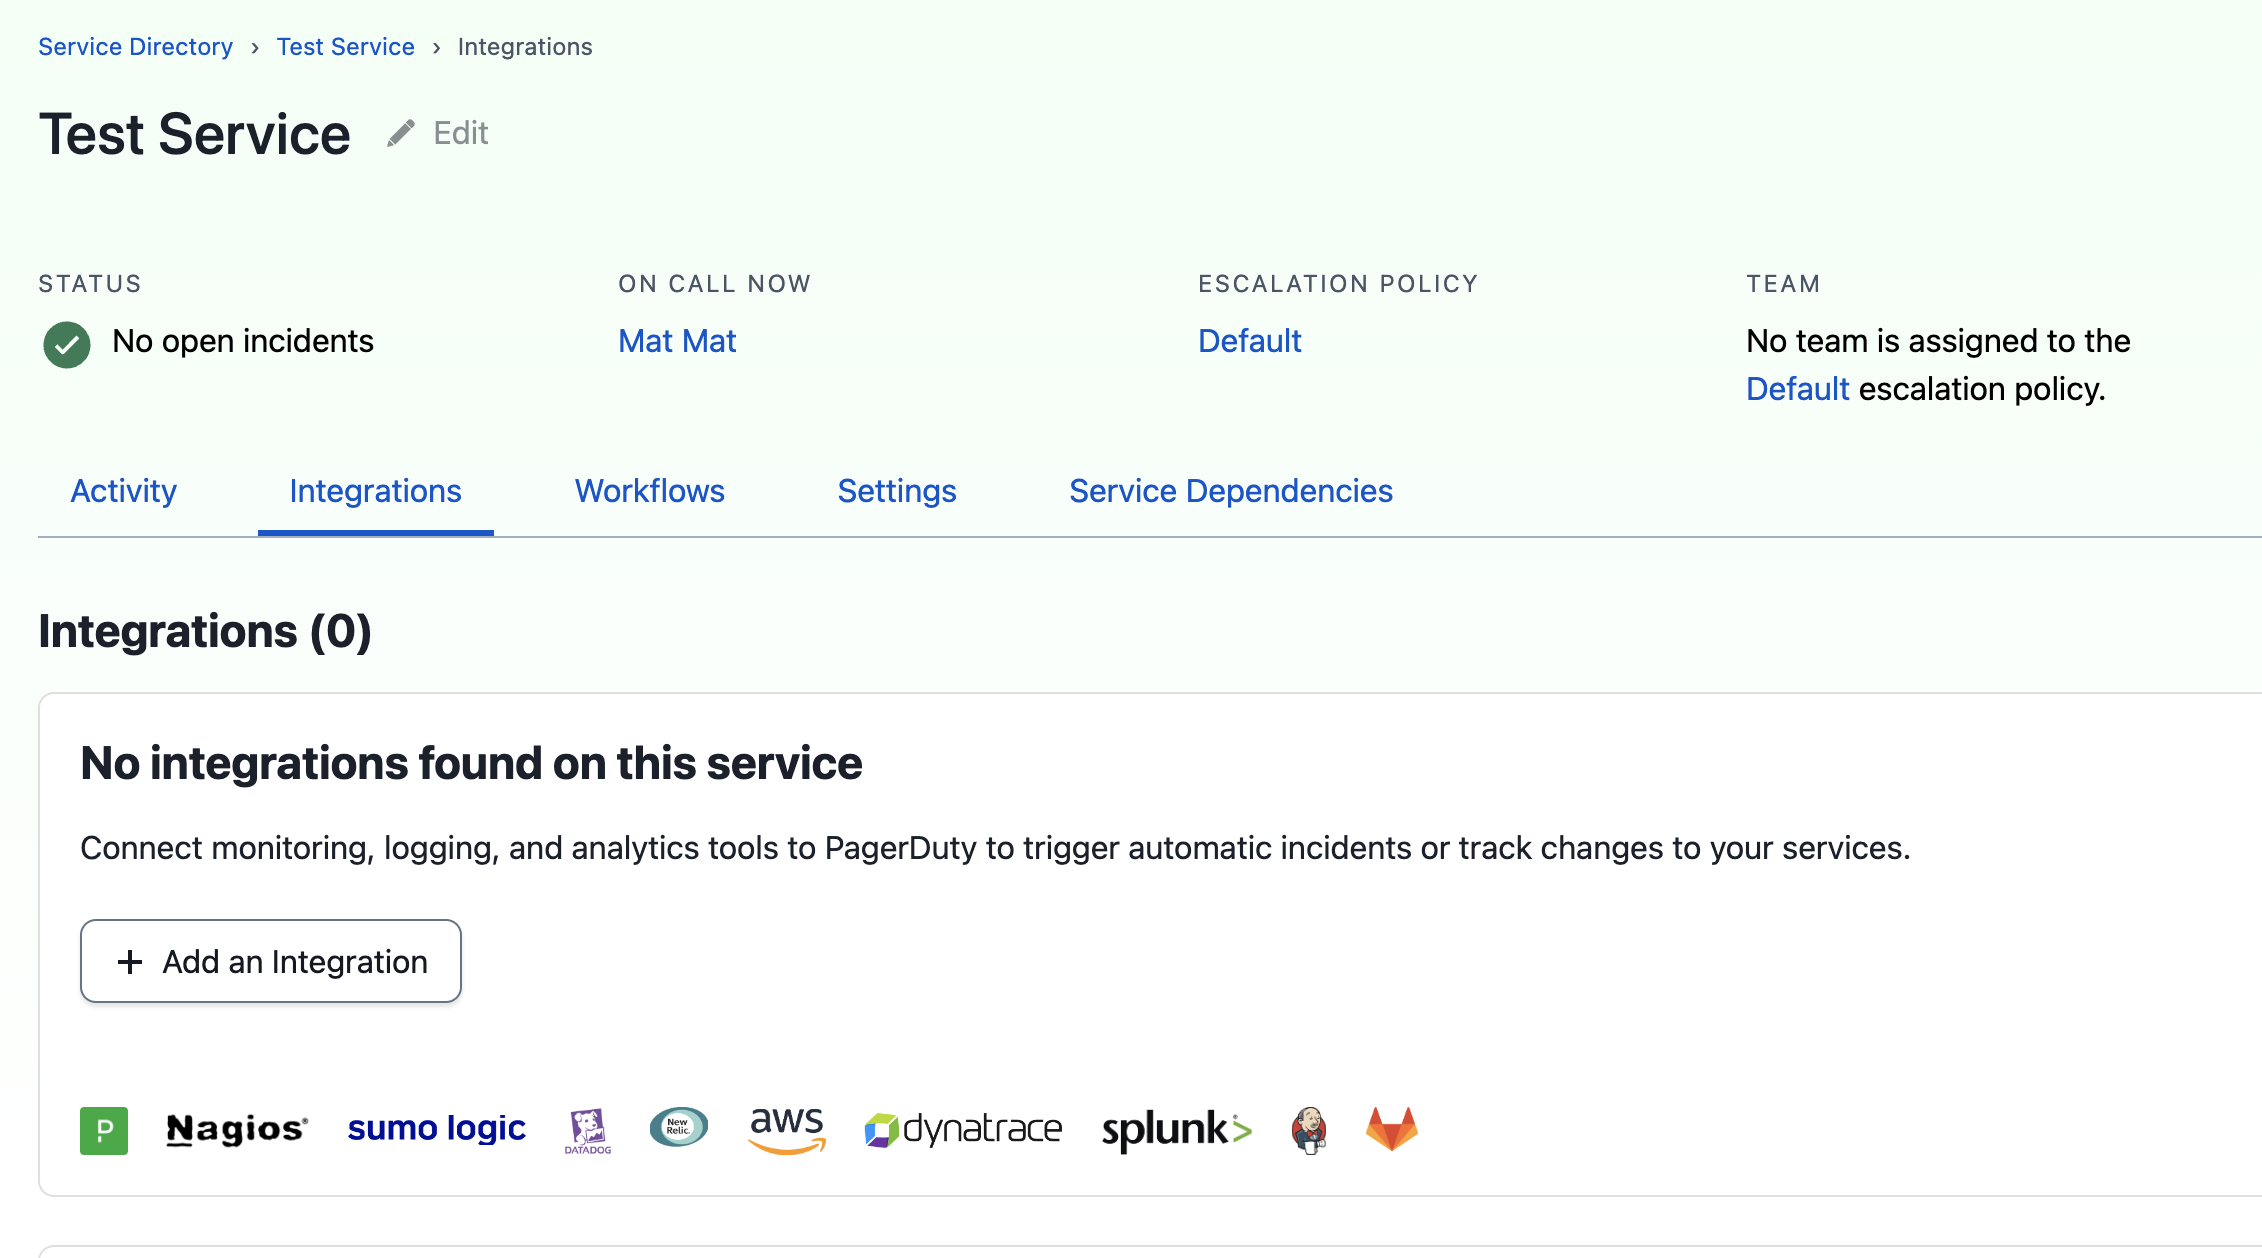 Service Directory › Test Service › Integrations
Test Service Edit
STATUS
No open incidents
ON CALL NOW
Mat Mat
ESCALATION POLICY
Default
TEAM
No team is assigned to the
Default escalation policy.
Activity Integrations Workflows Settings Service Dependencies
Integrations (0)
No integrations found on this service
Connect monitoring, logging, and analytics tools to PagerDuty to trigger automatic incidents or track changes to your services.
+ Add an Integration
P Nagios® sumo logic DATADOG New Relic. aws dynatrace splunk>